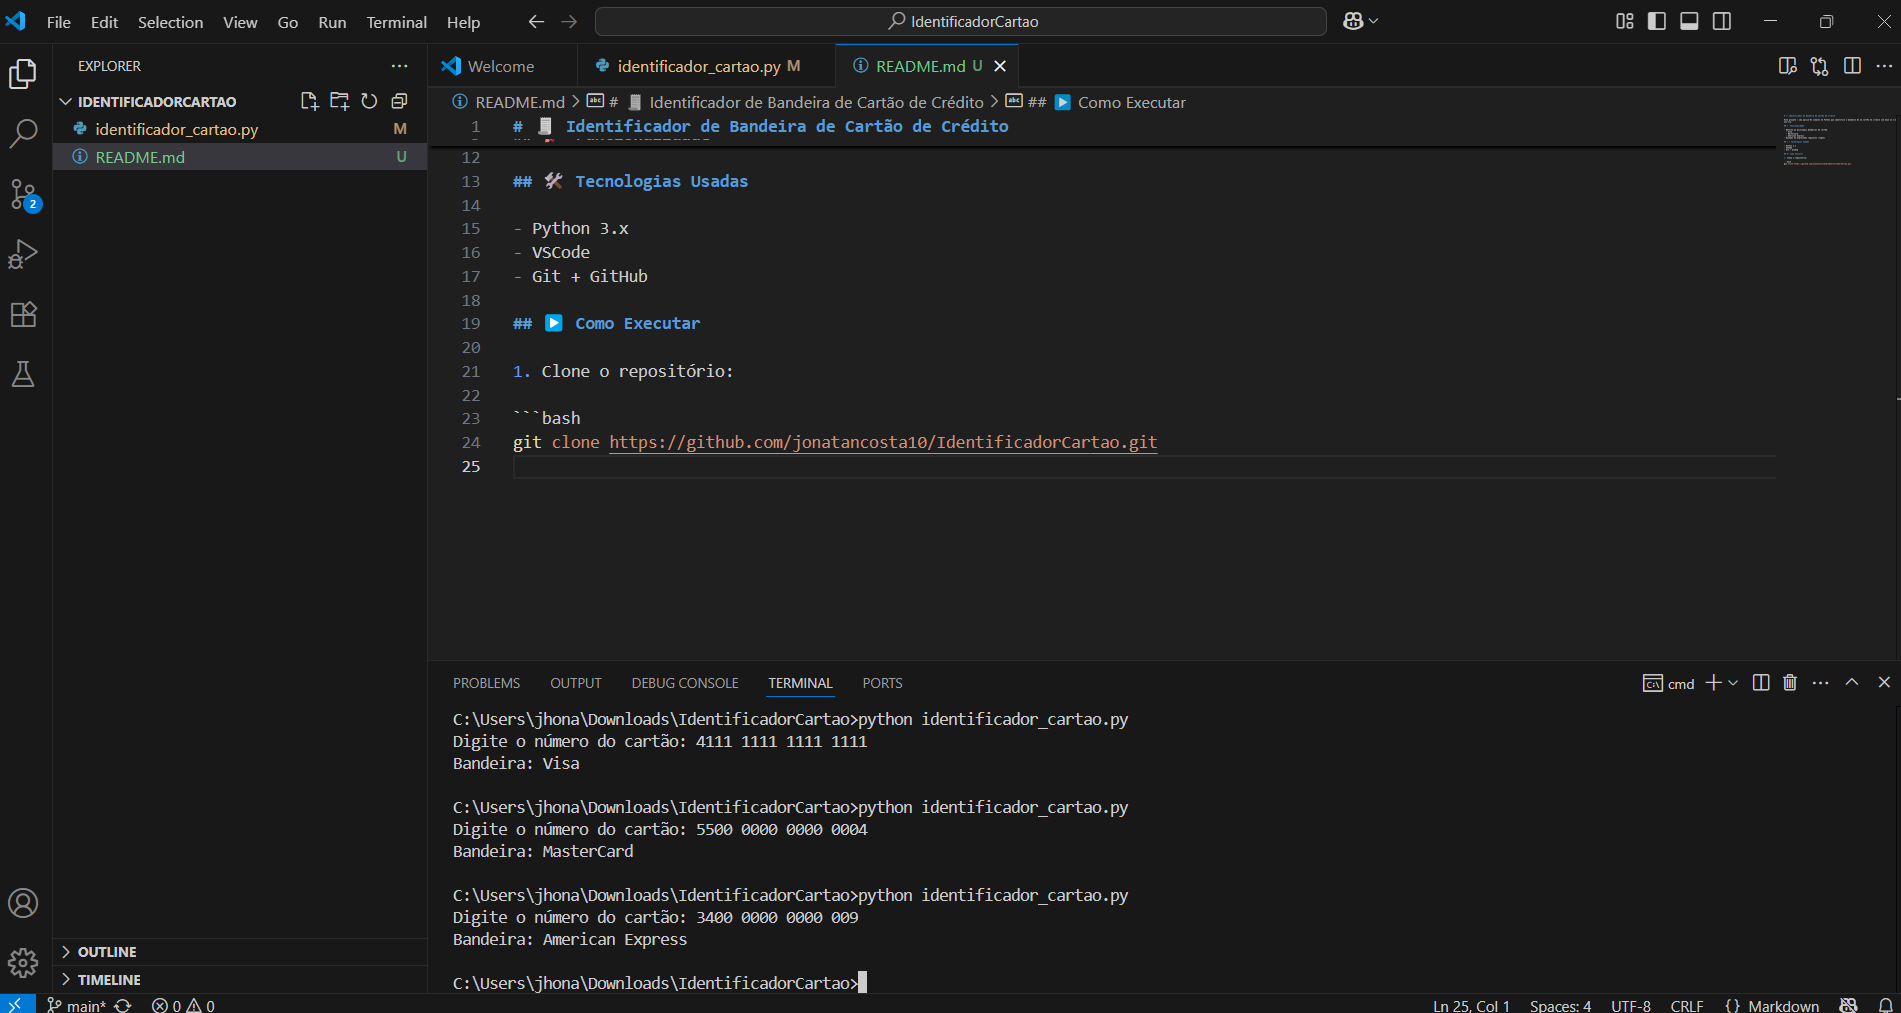 File Edit Selection View Go Run Terminal Help
IdentificadorCartao
EXPLORER
IDENTIFICADORCARTAO
identificador_cartao.py M
README.md U
2
OUTLINE
TIMELINE
Welcome
identificador_cartao.py M
README.md U
README.md > # Identificador de Bandeira de Cartão de Crédito > ## Como Executar
1 # Identificador de Bandeira de Cartão de Crédito
12
13 ## 🛠 Tecnologias Usadas
14
15 - Python 3.x
16 - VSCode
17 - Git + GitHub
18
19 ## ▶ Como Executar
20
21 1. Clone o repositório:
22
23 ```bash
24 git clone https://github.com/jonatancosta10/IdentificadorCartao.git
25
PROBLEMS OUTPUT DEBUG CONSOLE TERMINAL PORTS
cmd
C:\Users\jhona\Downloads\IdentificadorCartao>python identificador_cartao.py
Digite o número do cartão: 4111 1111 1111 1111
Bandeira: Visa
C:\Users\jhona\Downloads\IdentificadorCartao>python identificador_cartao.py
Digite o número do cartão: 5500 0000 0000 0004
Bandeira: MasterCard
C:\Users\jhona\Downloads\IdentificadorCartao>python identificador_cartao.py
Digite o número do cartão: 3400 0000 0000 009
Bandeira: American Express
C:\Users\jhona\Downloads\IdentificadorCartao>
main* 0 0
Ln 25, Col 1 Spaces: 4 UTF-8 CRLF {} Markdown